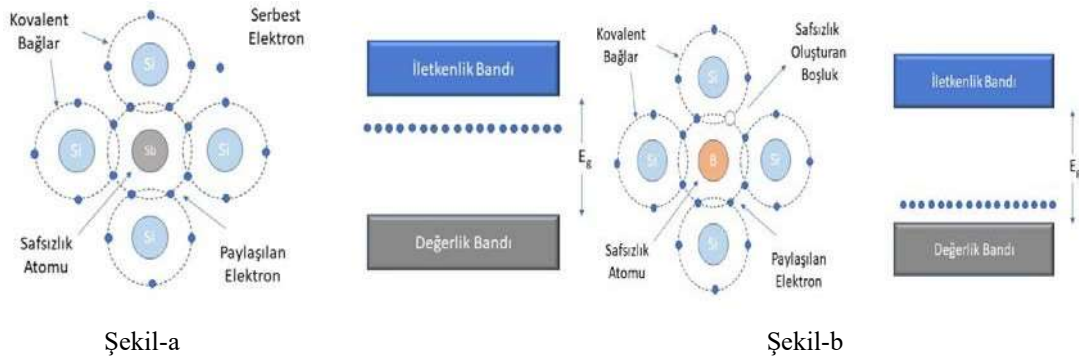 Kovalent
Bağlar
Serbest
Elektron
Si
Si
Sb
Si
Si
Safsızlık
Atomu
Paylaşılan
Elektron
İletkenlik Bandı
Eg
Değerlik Bandı
Kovalent
Bağlar
Safsızlık
Oluşturan
Boşluk
Si
Si
B
Si
Si
Safsızlık
Atomu
Paylaşılan
Elektron
İletkenlik Bandı
Eg
Değerlik Bandı
Şekil-a
Şekil-b